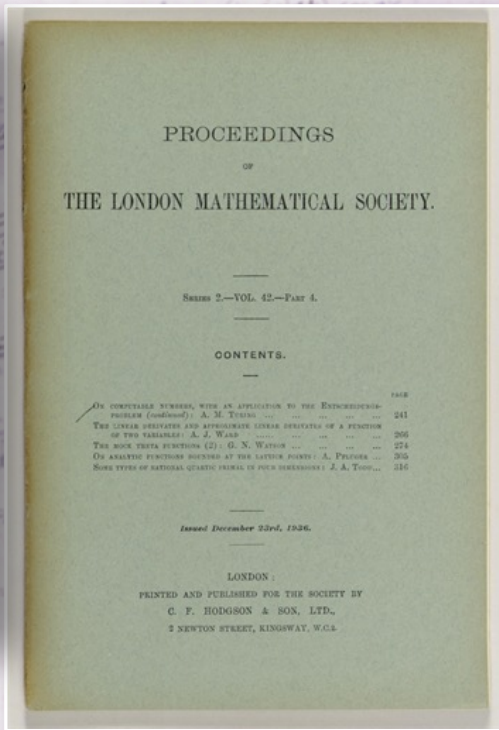 PROCEEDINGS
OF
THE LONDON MATHEMATICAL SOCIETY.
SERIES 2.—VOL. 42.—PART 4.
CONTENTS.
PAGE
ON COMPUTABLE NUMBERS, WITH AN APPLICATION TO THE ENTSCHEIDUNGS-
PROBLEM (continued): A. M. TURING ... ... ... ... ... 241
THE LINEAR DERIVATES AND APPROXIMATE LINEAR DERIVATES OF A FUNCTION
OF TWO VARIABLES: A. J. WARD ...... ... ... ... ... 266
THE MOCK THETA FUNCTIONS (2): G. N. WATSON ... ... ... ... 274
ON ANALYTIC FUNCTIONS BOUNDED AT THE LATTICE POINTS: A. PFLUGER ... 305
SOME TYPES OF RATIONAL QUARTIC PRIMAL IN FOUR DIMENSIONS: J. A. TODD... 316
Issued December 23rd, 1936.
LONDON:
PRINTED AND PUBLISHED FOR THE SOCIETY BY
C. F. HODGSON & SON, LTD.,
2 NEWTON STREET, KINGSWAY, W.C.2.